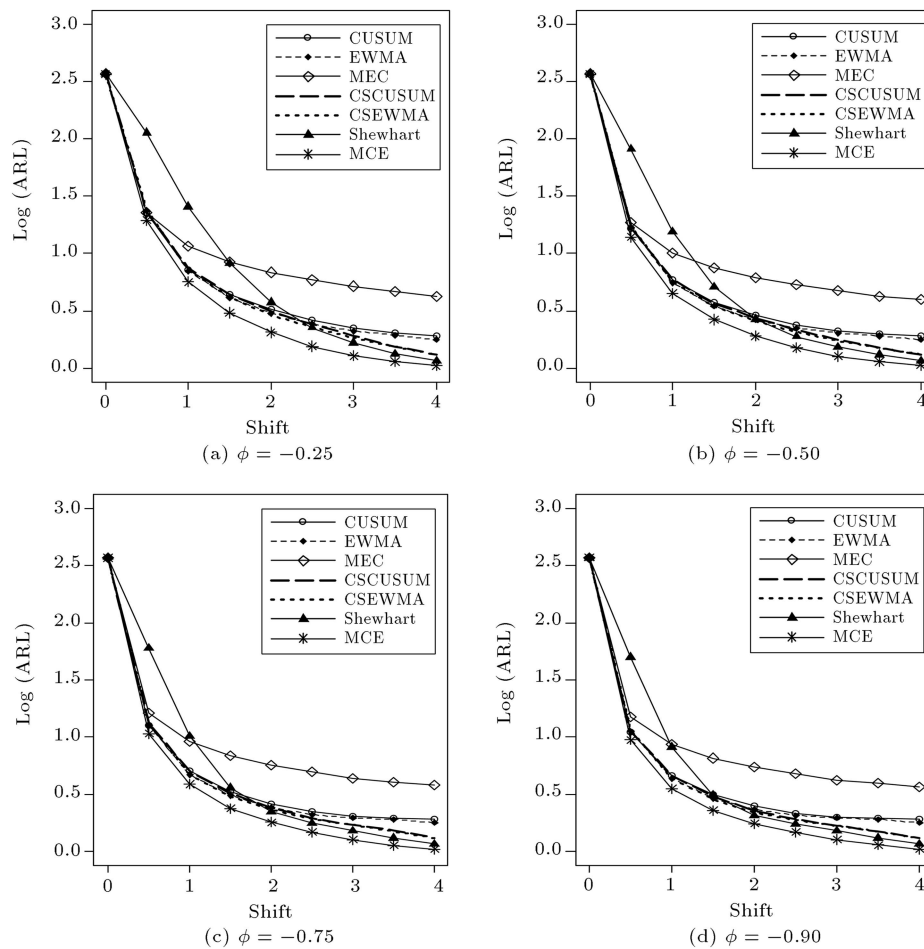 3.0
2.5
2.0
1.5
1.0
0.5
0.0
Log (ARL)
CUSUM
EWMA
MEC
CSCUSUM
CSEWMA
Shewhart
MCE
0 1 2 3 4
Shift
(a) ϕ = −0.25
3.0
2.5
2.0
1.5
1.0
0.5
0.0
Log (ARL)
CUSUM
EWMA
MEC
CSCUSUM
CSEWMA
Shewhart
MCE
0 1 2 3 4
Shift
(b) ϕ = −0.50
3.0
2.5
2.0
1.5
1.0
0.5
0.0
Log (ARL)
CUSUM
EWMA
MEC
CSCUSUM
CSEWMA
Shewhart
MCE
0 1 2 3 4
Shift
(c) ϕ = −0.75
3.0
2.5
2.0
1.5
1.0
0.5
0.0
Log (ARL)
CUSUM
EWMA
MEC
CSCUSUM
CSEWMA
Shewhart
MCE
0 1 2 3 4
Shift
(d) ϕ = −0.90